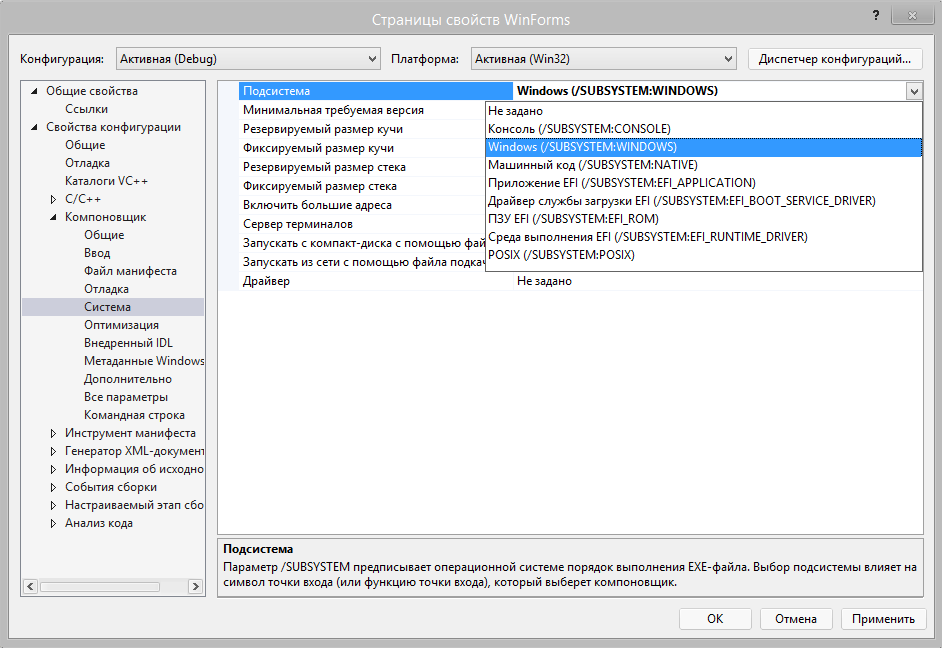 Страницы свойств WinForms
?
Конфигурация: Активная (Debug) Платформа: Активная (Win32) Диспетчер конфигураций...
Общие свойства
Ссылки
Свойства конфигурации
Общие
Отладка
Каталоги VC++
C/C++
Компоновщик
Общие
Ввод
Файл манифеста
Отладка
Система
Оптимизация
Внедренный IDL
Метаданные Windows
Дополнительно
Все параметры
Командная строка
Инструмент манифеста
Генератор XML-документ
Информация об исходно
События сборки
Настраиваемый этап сбо
Анализ кода
Подсистема Windows (/SUBSYSTEM:WINDOWS)
Минимальная требуемая версия
Резервируемый размер кучи
Фиксируемый размер кучи
Резервируемый размер стека
Фиксируемый размер стека
Включить большие адреса
Сервер терминалов
Запускать с компакт-диска с помощью фай
Запускать из сети с помощью файла подкач
Драйвер Не задано
Не задано
Консоль (/SUBSYSTEM:CONSOLE)
Windows (/SUBSYSTEM:WINDOWS)
Машинный код (/SUBSYSTEM:NATIVE)
Приложение EFI (/SUBSYSTEM:EFI_APPLICATION)
Драйвер службы загрузки EFI (/SUBSYSTEM:EFI_BOOT_SERVICE_DRIVER)
ПЗУ EFI (/SUBSYSTEM:EFI_ROM)
Среда выполнения EFI (/SUBSYSTEM:EFI_RUNTIME_DRIVER)
POSIX (/SUBSYSTEM:POSIX)
Подсистема
Параметр /SUBSYSTEM предписывает операционной системе порядок выполнения EXE-файла. Выбор подсистемы влияет на
символ точки входа (или функцию точки входа), который выберет компоновщик.
ОК Отмена Применить